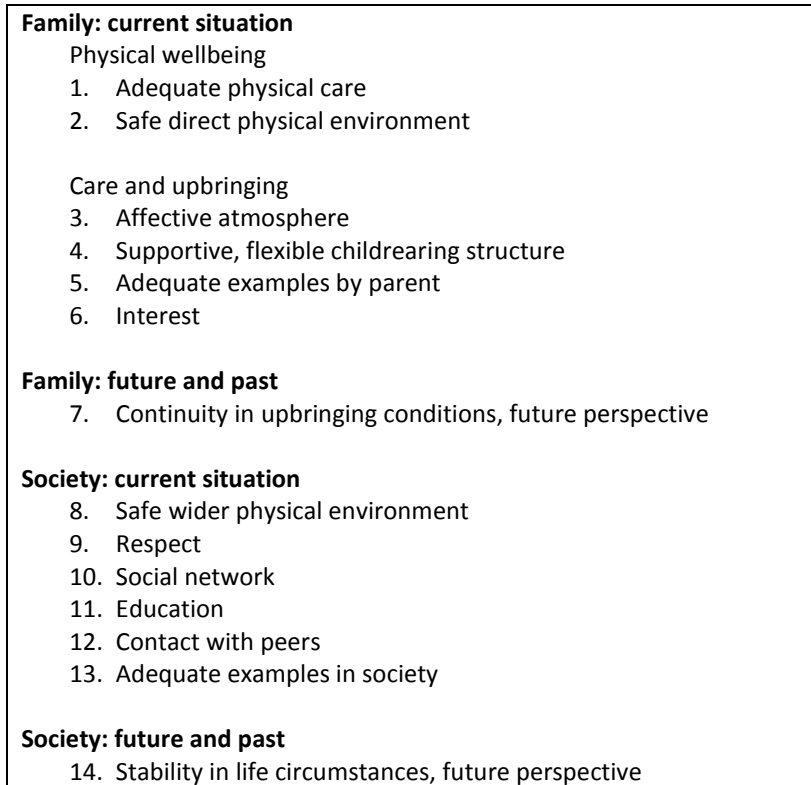 Family: current situation
Physical wellbeing
1. Adequate physical care
2. Safe direct physical environment
Care and upbringing
3. Affective atmosphere
4. Supportive, flexible childrearing structure
5. Adequate examples by parent
6. Interest
Family: future and past
7. Continuity in upbringing conditions, future perspective
Society: current situation
8. Safe wider physical environment
9. Respect
10. Social network
11. Education
12. Contact with peers
13. Adequate examples in society
Society: future and past
14. Stability in life circumstances, future perspective